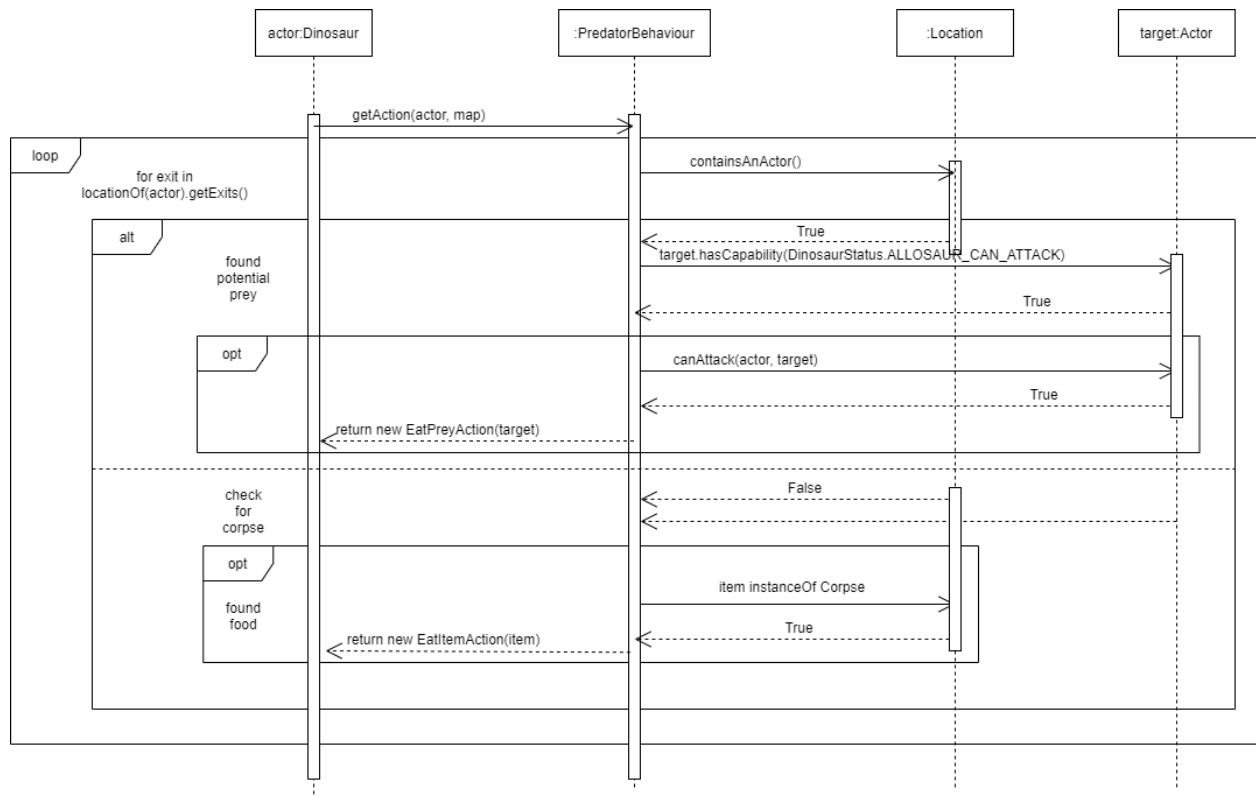 actor:Dinosaur
:PredatorBehaviour
:Location
target:Actor
getAction(actor, map)
loop
containsAnActor()
for exit in
locationOf(actor).getExits()
alt
True
target.hasCapability(DinosaurStatus.ALLOSAUR_CAN_ATTACK)
found
potential
prey
True
opt
canAttack(actor, target)
True
return new EatPreyAction(target)
False
check
for
corpse
opt
item instanceOf Corpse
found
food
True
return new EatItemAction(item)